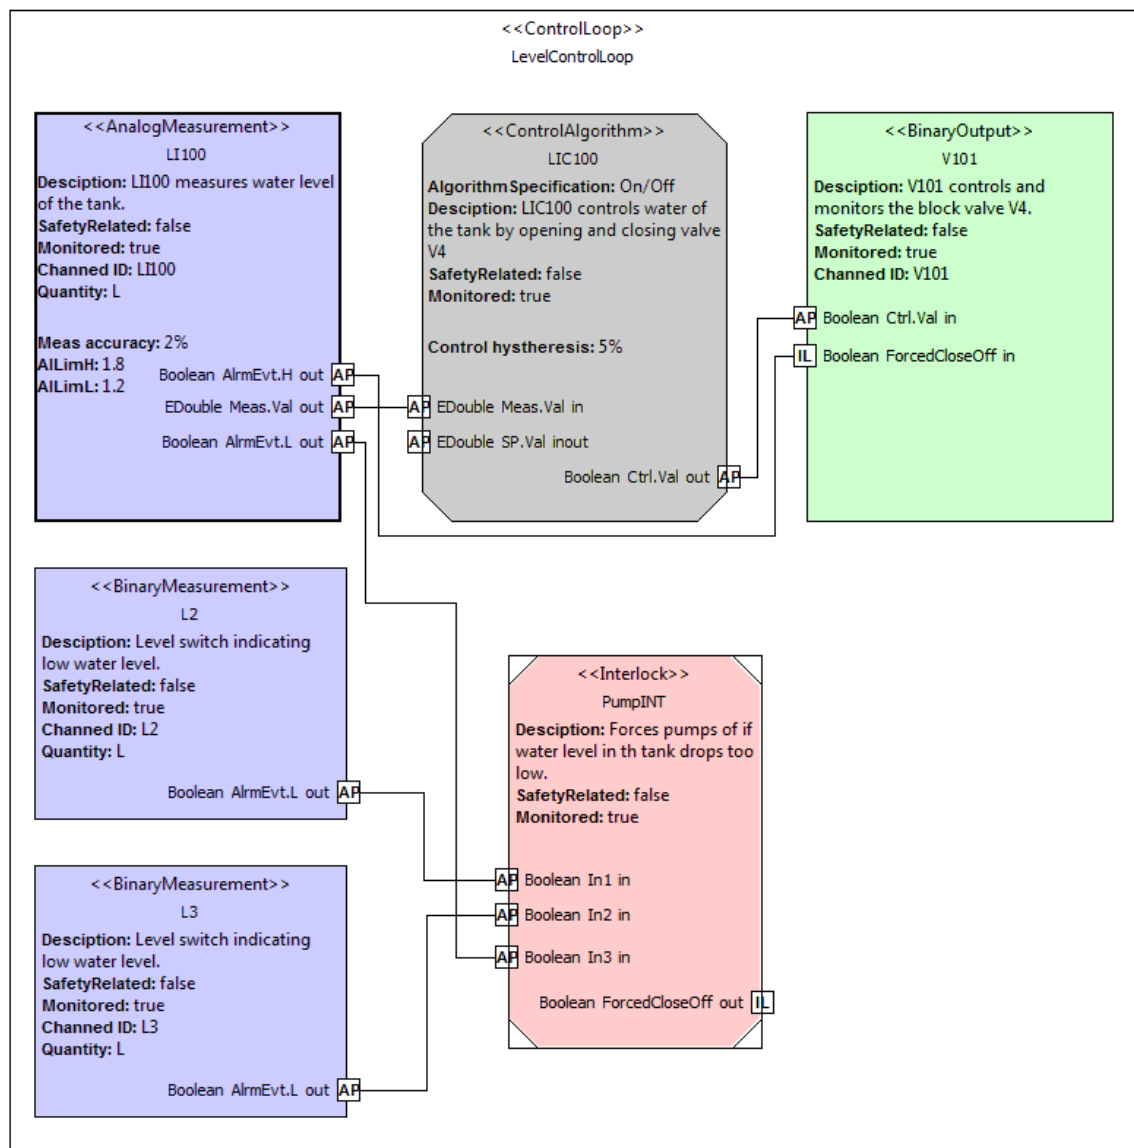 <<ControlLoop>>
LevelControlLoop
<<AnalogMeasurement>>
LI100
Desciption: LI100 measures water level
of the tank.
SafetyRelated: false
Monitored: true
Channed ID: LI100
Quantity: L
Meas accuracy: 2%
AlLimH: 1.8
AlLimL: 1.2
Boolean AlrmEvt.H out AP
EDouble Meas.Val out AP
Boolean AlrmEvt.L out AP
<<ControlAlgorithm>>
LIC100
Algorithm Specification: On/Off
Desciption: LIC100 controls water of
the tank by opening and closing valve
V4
SafetyRelated: false
Monitored: true
Control hystheresis: 5%
AP EDouble Meas.Val in
AP EDouble SP.Val inout
Boolean Ctrl.Val out AP
<<BinaryOutput>>
V101
Desciption: V101 controls and
monitors the block valve V4.
SafetyRelated: false
Monitored: true
Channed ID: V101
AP Boolean Ctrl.Val in
IL Boolean ForcedCloseOff in
<<BinaryMeasurement>>
L2
Desciption: Level switch indicating
low water level.
SafetyRelated: false
Monitored: true
Channed ID: L2
Quantity: L
Boolean AlrmEvt.L out AP
<<Interlock>>
PumpINT
Desciption: Forces pumps of if
water level in th tank drops too
low.
SafetyRelated: false
Monitored: true
AP Boolean In1 in
AP Boolean In2 in
AP Boolean In3 in
Boolean ForcedCloseOff out IL
<<BinaryMeasurement>>
L3
Desciption: Level switch indicating
low water level.
SafetyRelated: false
Monitored: true
Channed ID: L3
Quantity: L
Boolean AlrmEvt.L out AP